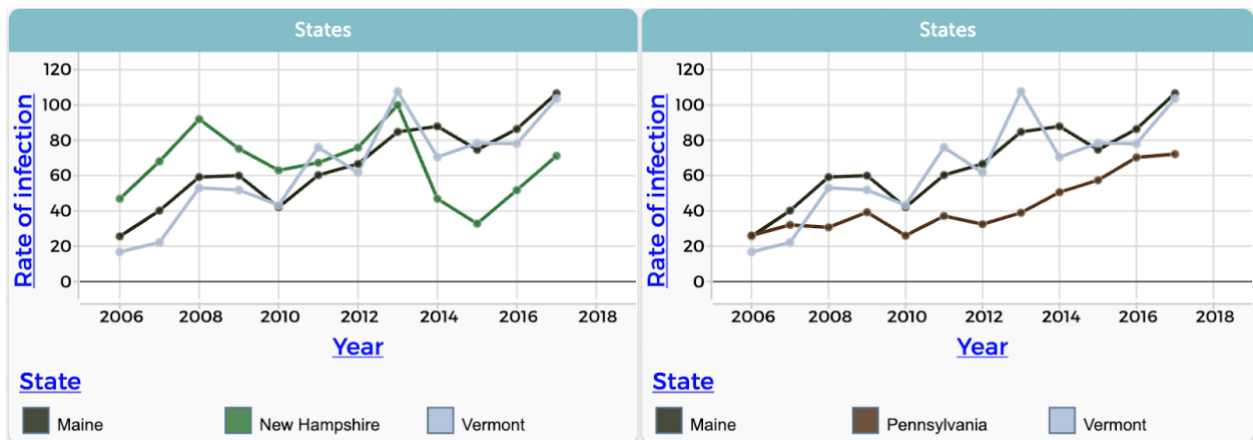 States
120
100
80
60
40
20
0
Rate of infection
2006 2008 2010 2012 2014 2016 2018
Year
State
Maine New Hampshire Vermont
States
120
100
80
60
40
20
0
Rate of infection
2006 2008 2010 2012 2014 2016 2018
Year
State
Maine Pennsylvania Vermont